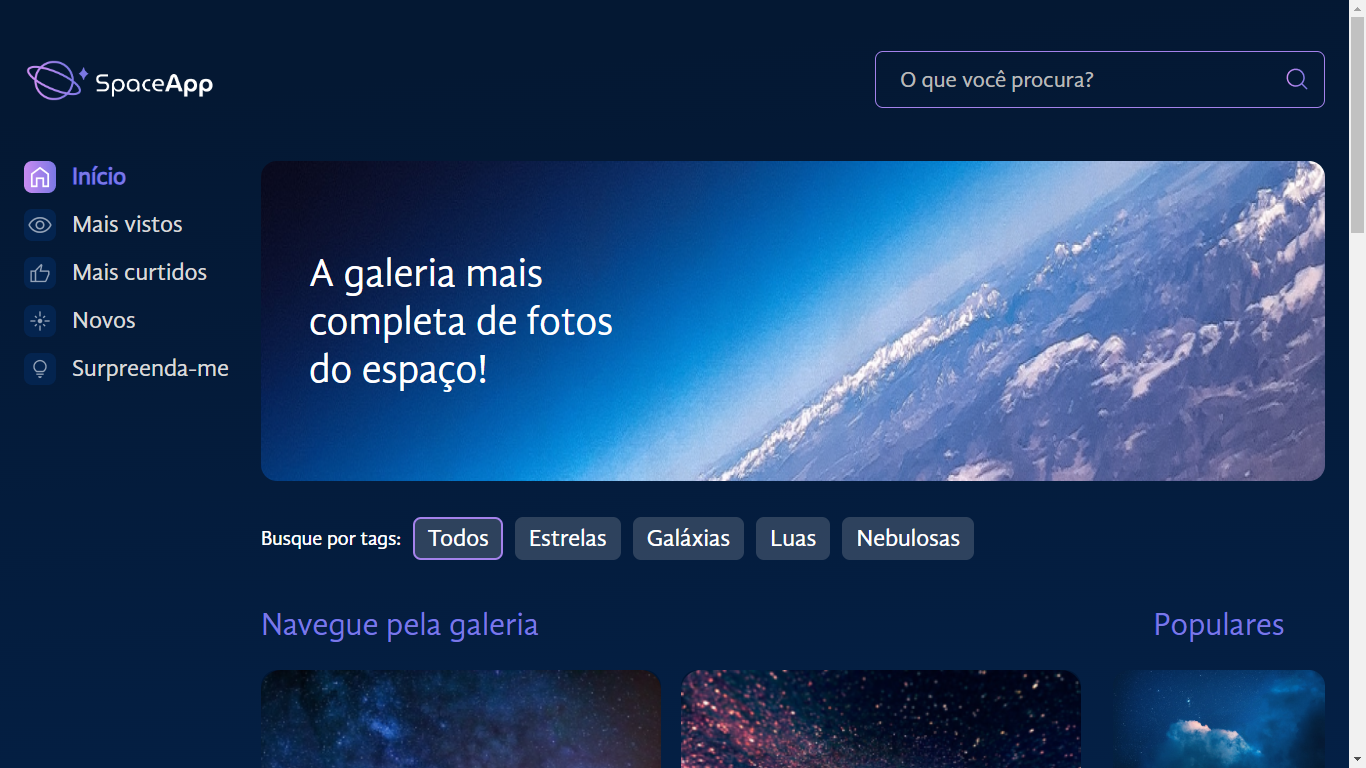 SpaceApp
O que você procura?
Início
Mais vistos
Mais curtidos
Novos
Surpreenda-me
A galeria mais
completa de fotos
do espaço!
Busque por tags: Todos Estrelas Galáxias Luas Nebulosas
Navegue pela galeria
Populares